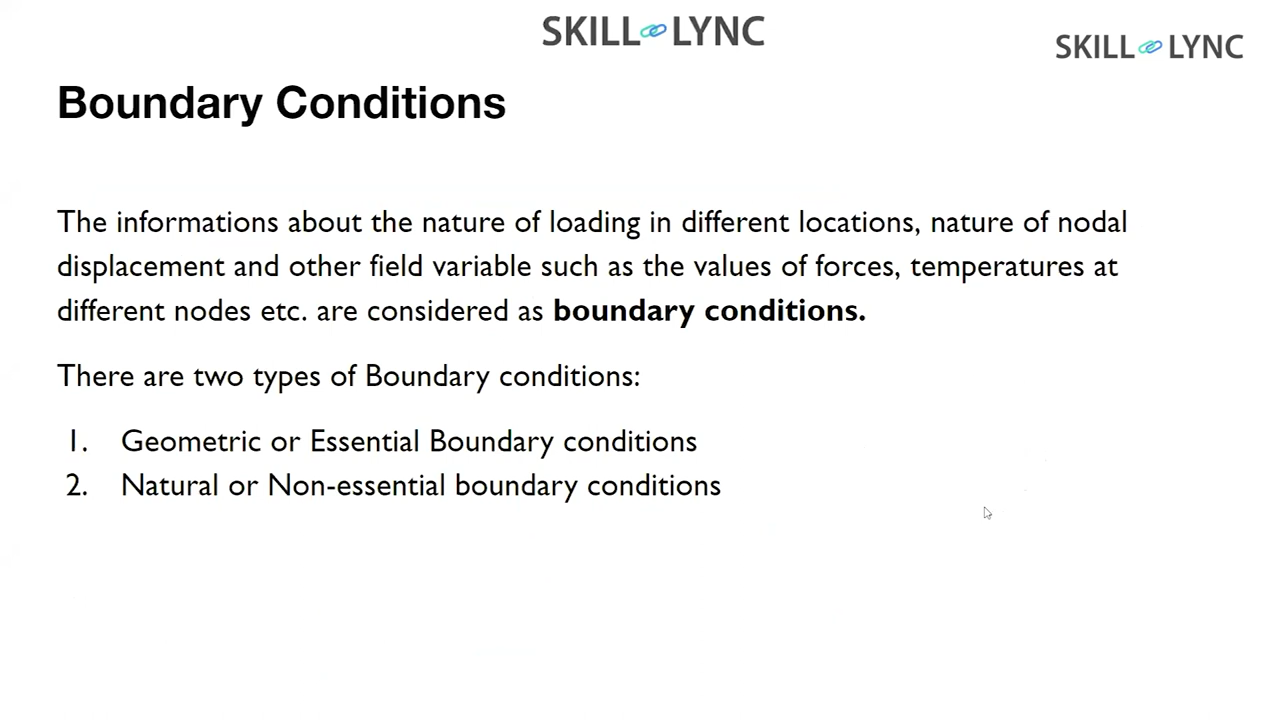 SKILL LYNC
SKILL LYNC
Boundary Conditions
The informations about the nature of loading in different locations, nature of nodal
displacement and other field variable such as the values of forces, temperatures at
different nodes etc. are considered as boundary conditions.
There are two types of Boundary conditions:
1. Geometric or Essential Boundary conditions
2. Natural or Non-essential boundary conditions